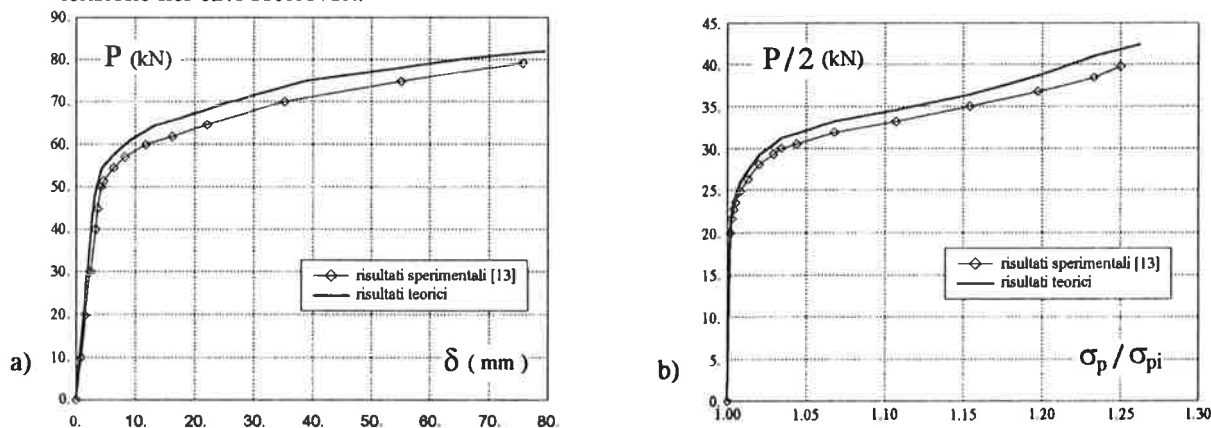 a)
P (kN)
90.
80.
70.
60.
50.
40.
30.
20.
10.
0.
risultati sperimentali [13]
risultati teorici
δ ( mm )
0. 10. 20. 30. 40. 50. 60. 70. 80.
b)
P/2 (kN)
45.
40.
35.
30.
25.
20.
15.
10.
5.
0.
risultati sperimentali [13]
risultati teorici
σp / σpi
1.00 1.05 1.10 1.15 1.20 1.25 1.30